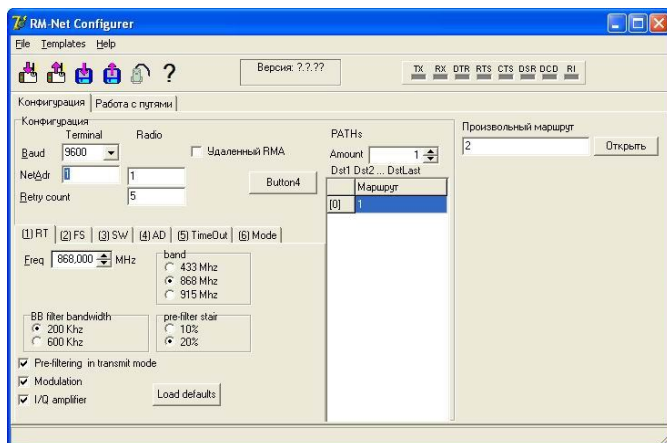 RM-Net Configurer
File Templates Help
Версия: ?.?.??
TX RX DTR RTS CTS DSR DCD RI
Конфигурация Работа с путями
Конфигурация
Terminal Radio
Baud 9600
Удаленный RMA
NetAdr 1 1
Button4
Retry count 5
PATHs
Amount 1
Dst1 Dst2 ... DstLast
Маршрут
[0] 1
Произвольный маршрут
2 Открыть
(1) RT (2) FS (3) SW (4) AD (5) TimeOut (6) Mode
Freq 868,000 MHz
band
433 Mhz
868 Mhz
915 Mhz
BB filter bandwidth
200 Khz
600 Khz
pre-filter stair
10%
20%
Pre-filtering in transmit mode
Modulation
I/Q amplifier
Load defaults